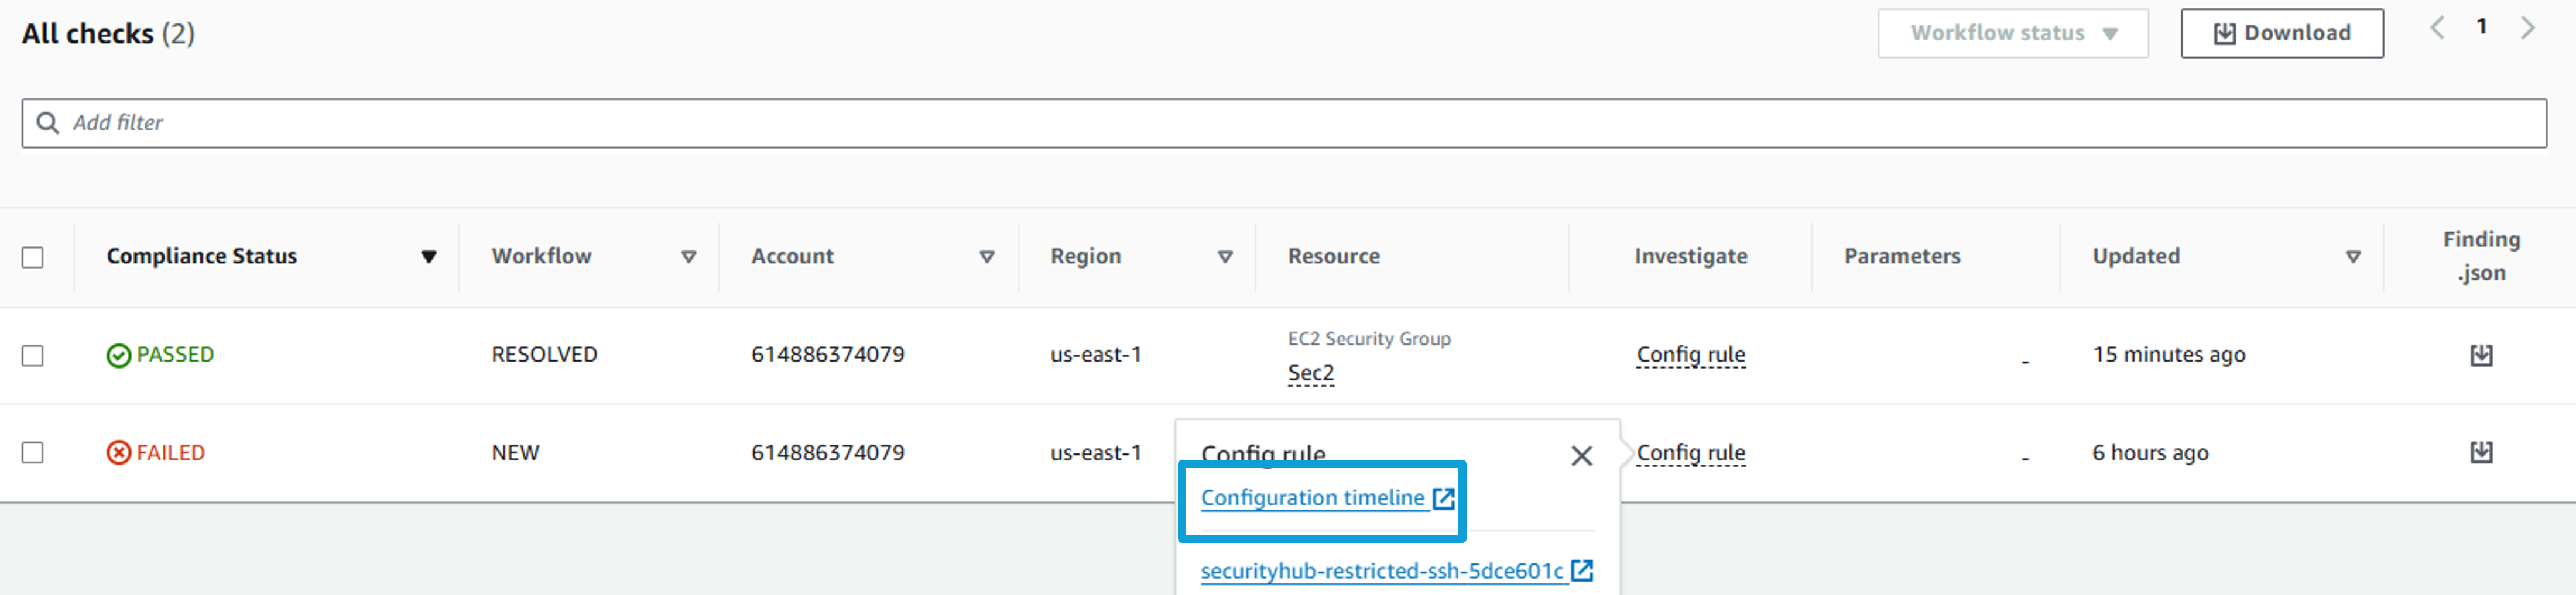 All checks (2)
Workflow status
Download
1
Add filter
Compliance Status
Workflow
Account
Region
Resource
Investigate
Parameters
Updated
Finding
.json
PASSED
RESOLVED
614886374079
us-east-1
EC2 Security Group
Sec2
Config rule
-
15 minutes ago
FAILED
NEW
614886374079
us-east-1
Config rule
-
6 hours ago
Config rule
Configuration timeline
securityhub-restricted-ssh-5dce601c